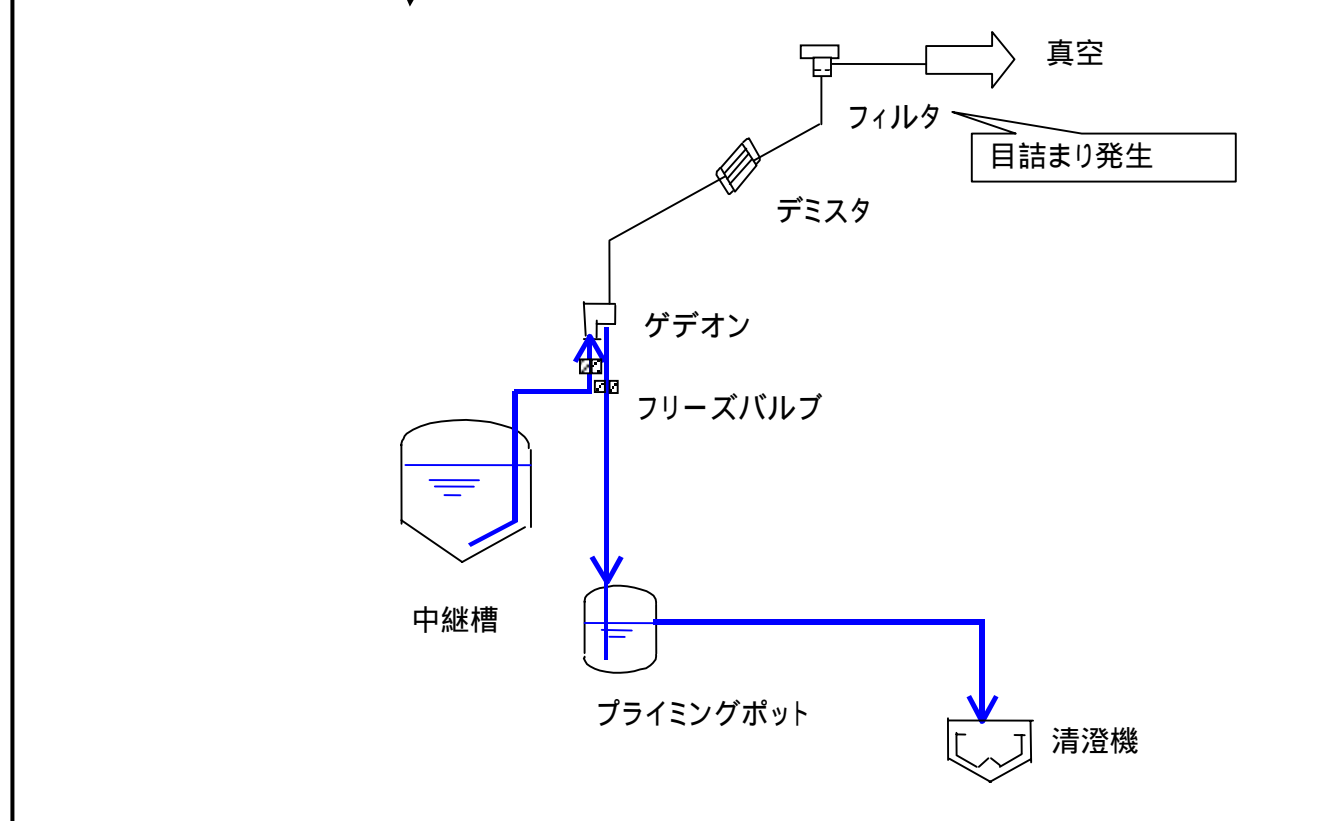 真空
フィルタ
目詰まり発生
デミスタ
ゲデオン
フリーズバルブ
中継槽
プライミングポット
清澄機